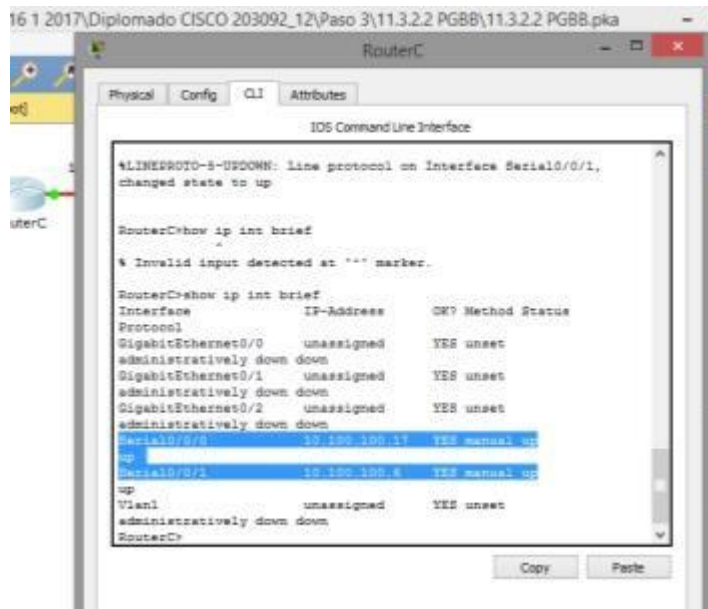 16 1 2017\Diplomado CISCO 203092_12\Paso 3\11.3.2.2 PGBB\11.3.2.2 PGBB.pka
RouterC
Physical Config CLI Attributes
IOS Command Line Interface
%LINEPROTO-5-UPDOWN: Line protocol on Interface Serial0/0/1,
changed state to up
RouterC>how ip int brief
^
% Invalid input detected at '^' marker.
RouterC>show ip int brief
Interface IP-Address OK? Method Status
Protocol
GigabitEthernet0/0 unassigned YES unset
administratively down down
GigabitEthernet0/1 unassigned YES unset
administratively down down
GigabitEthernet0/2 unassigned YES unset
administratively down down
Serial0/0/0 10.100.100.17 YES manual up
up
Serial0/0/1 10.100.100.6 YES manual up
up
Vlan1 unassigned YES unset
administratively down down
RouterC>
Copy Paste
uterC